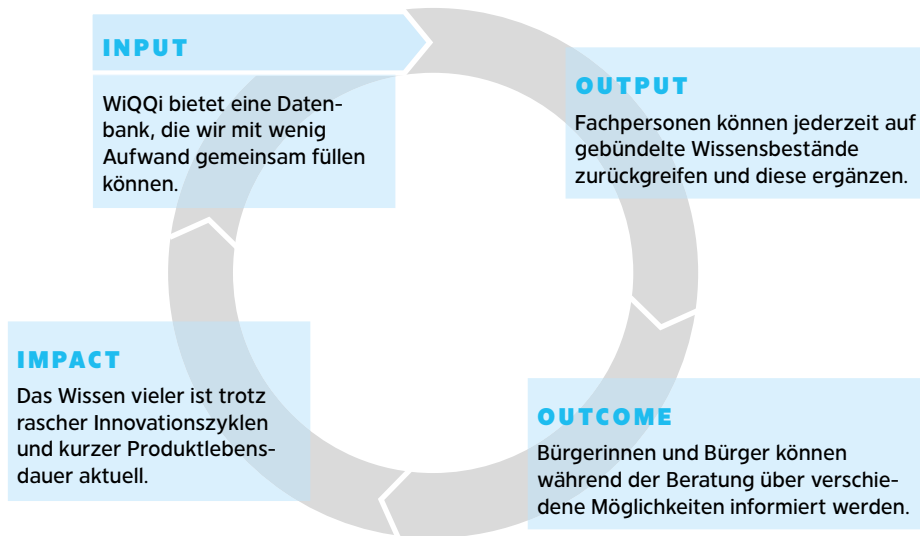 INPUT
WiQQi bietet eine Daten-
bank, die wir mit wenig
Aufwand gemeinsam füllen
können.
OUTPUT
Fachpersonen können jederzeit auf
gebündelte Wissensbestände
zurückgreifen und diese ergänzen.
OUTCOME
Bürgerinnen und Bürger können
während der Beratung über verschie-
dene Möglichkeiten informiert werden.
IMPACT
Das Wissen vieler ist trotz
rascher Innovationszyklen
und kurzer Produktlebens-
dauer aktuell.